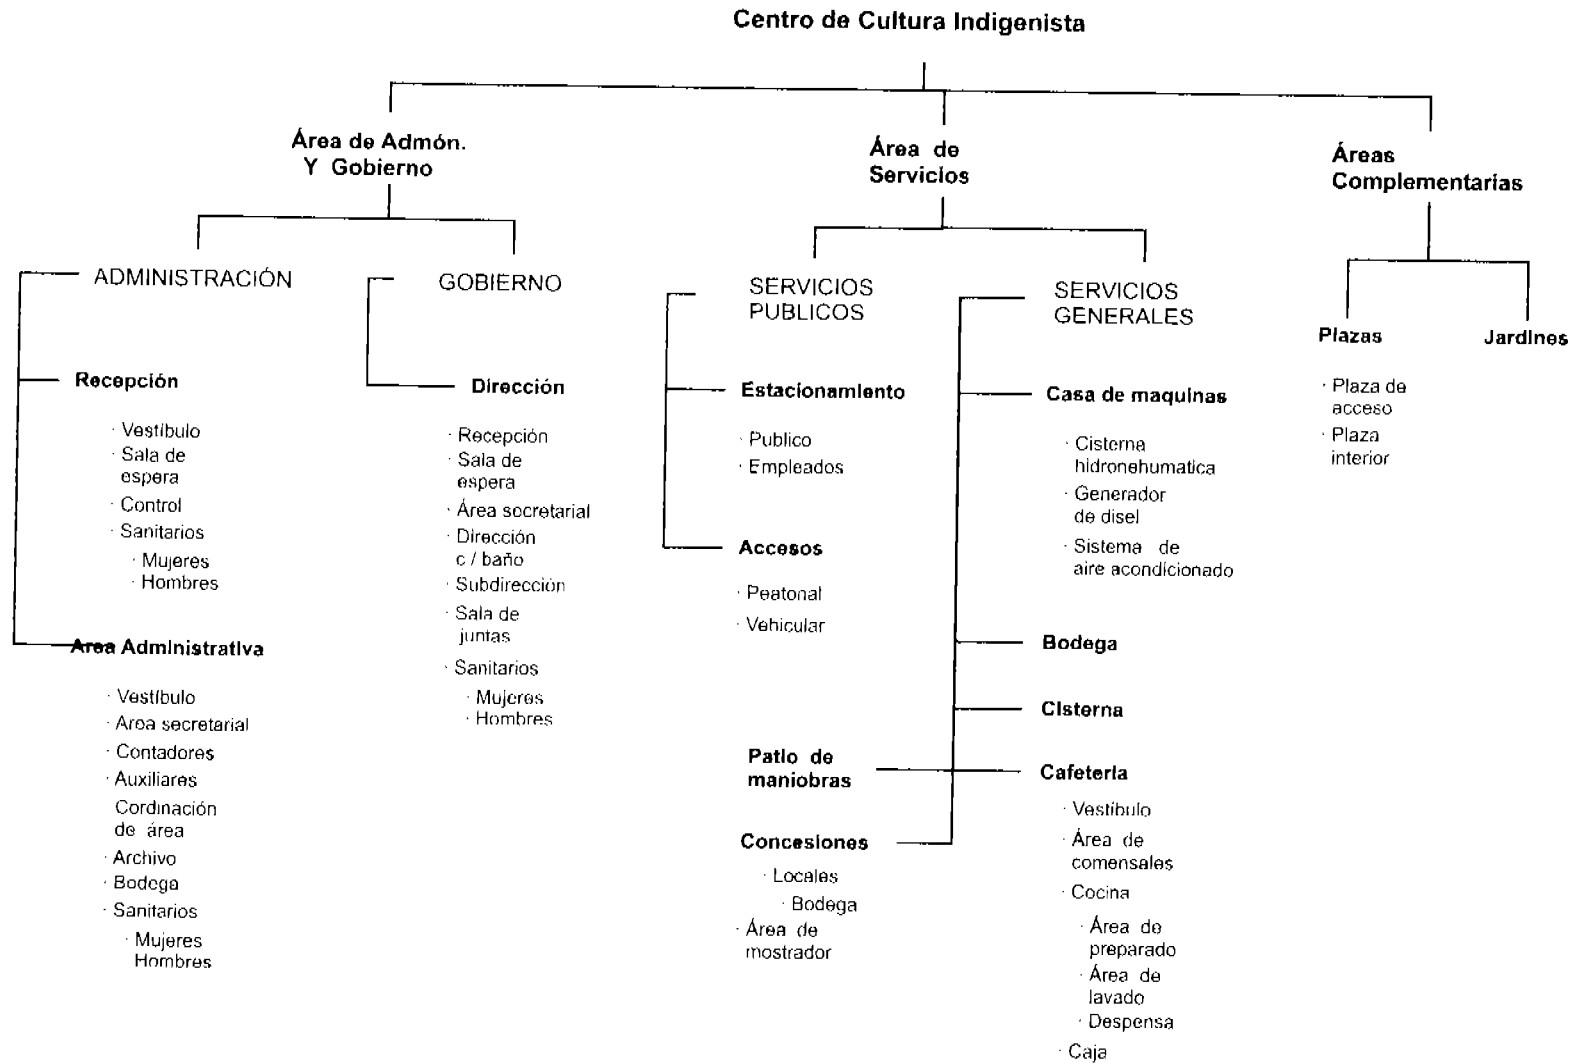 Centro de Cultura Indigenista
Área de Admón.
Y Gobierno
ADMINISTRACIÓN
Recepción
· Vestíbulo
· Sala de
espera
· Control
· Sanitarios
· Mujeres
· Hombres
Area Administrativa
· Vestíbulo
· Area secretarial
· Contadores
· Auxiliares
Cordinación
de área
· Archivo
· Bodega
· Sanitarios
· Mujeres
Hombres
GOBIERNO
Dirección
· Recepción
· Sala de
espera
· Área secretarial
· Dirección
c / baño
· Subdirección
· Sala de
juntas
· Sanitarios
· Mujeres
· Hombres
Área de
Servicios
SERVICIOS
PUBLICOS
Estacionamiento
· Publico
· Empleados
Accesos
· Peatonal
· Vehicular
SERVICIOS
GENERALES
Casa de maquinas
· Cisterna
hidronehumatica
· Generador
de disel
· Sistema de
aire acondicionado
Bodega
Cisterna
Patio de
maniobras
Cafeteria
· Vestíbulo
· Área de
comensales
· Cocina
· Área de
preparado
· Área de
lavado
· Despensa
· Caja
Concesiones
· Locales
· Bodega
· Área de
mostrador
Áreas
Complementarias
Plazas
· Plaza de
acceso
· Plaza
interior
Jardines